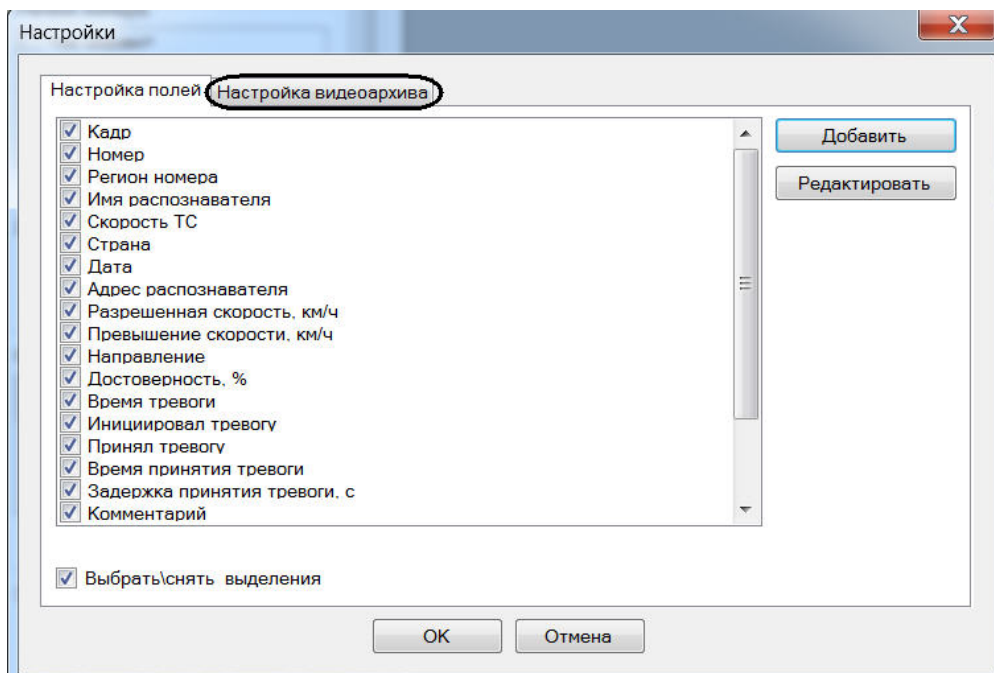 Настройки
Настройка полей Настройка видеоархива
Кадр
Добавить
Номер
Регион номера
Редактировать
Имя распознавателя
Скорость ТС
Страна
Дата
Адрес распознавателя
Разрешенная скорость, км/ч
Превышение скорости, км/ч
Направление
Достоверность, %
Время тревоги
Инициировал тревогу
Принял тревогу
Время принятия тревоги
Задержка принятия тревоги, с
Комментарий
Выбрать\снять выделения
OK Отмена